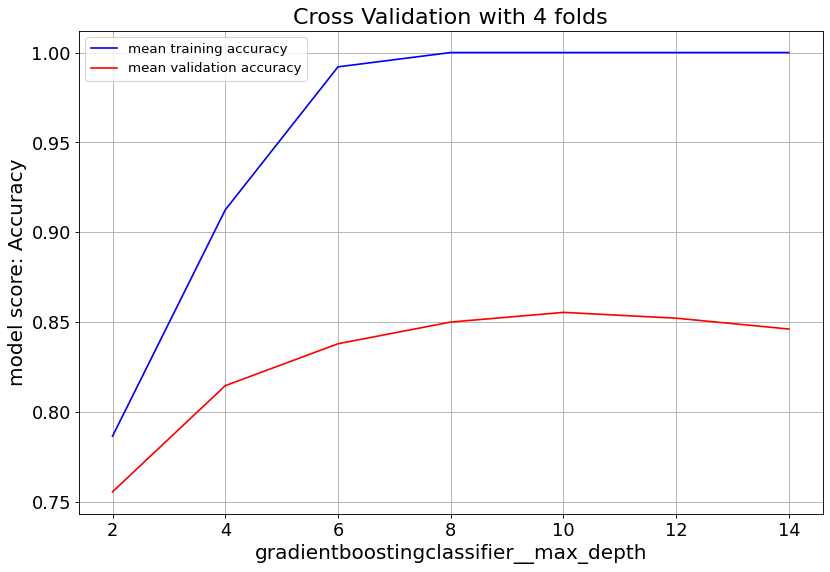 Cross Validation with 4 folds
mean training accuracy
mean validation accuracy
model score: Accuracy
1.00
0.95
0.90
0.85
0.80
0.75
2 4 6 8 10 12 14
gradientboostingclassifier__max_depth